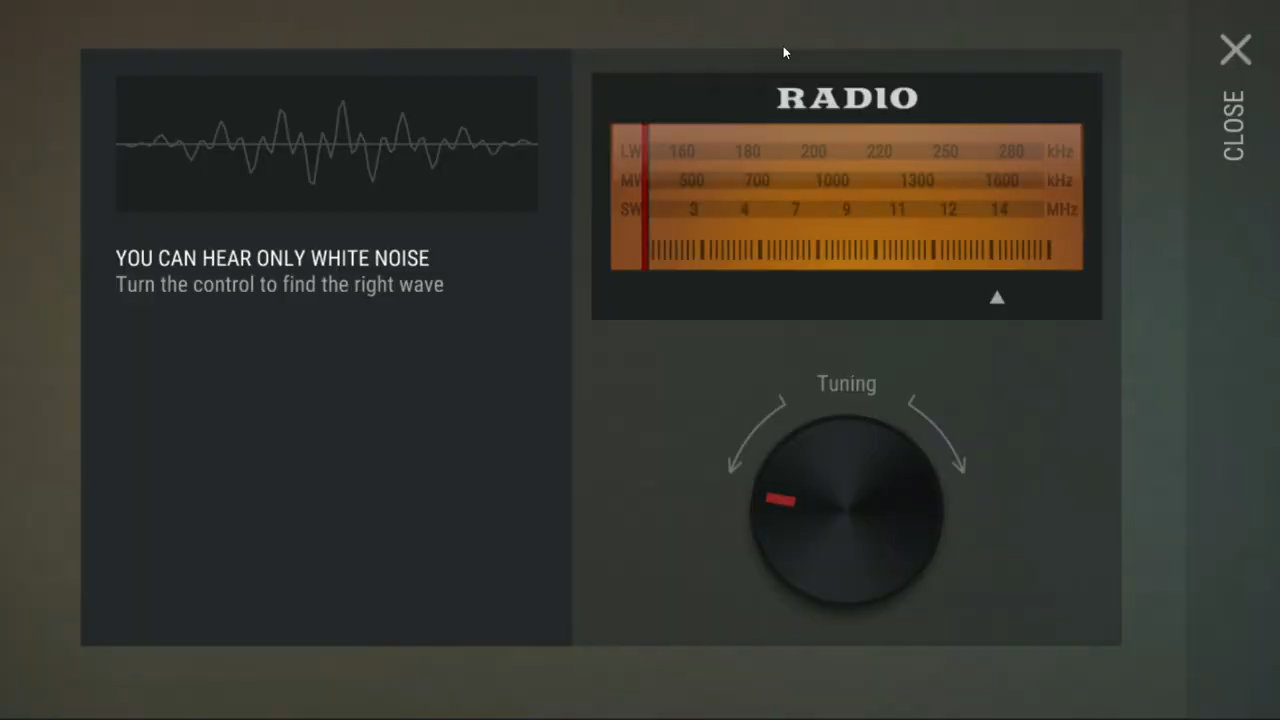 RADIO
LW 160 180 200 220 250 280 kHz
MW 500 700 1000 1300 1600 kHz
SW 3 4 7 9 11 12 14 MHz
CLOSE
YOU CAN HEAR ONLY WHITE NOISE
Turn the control to find the right wave
Tuning